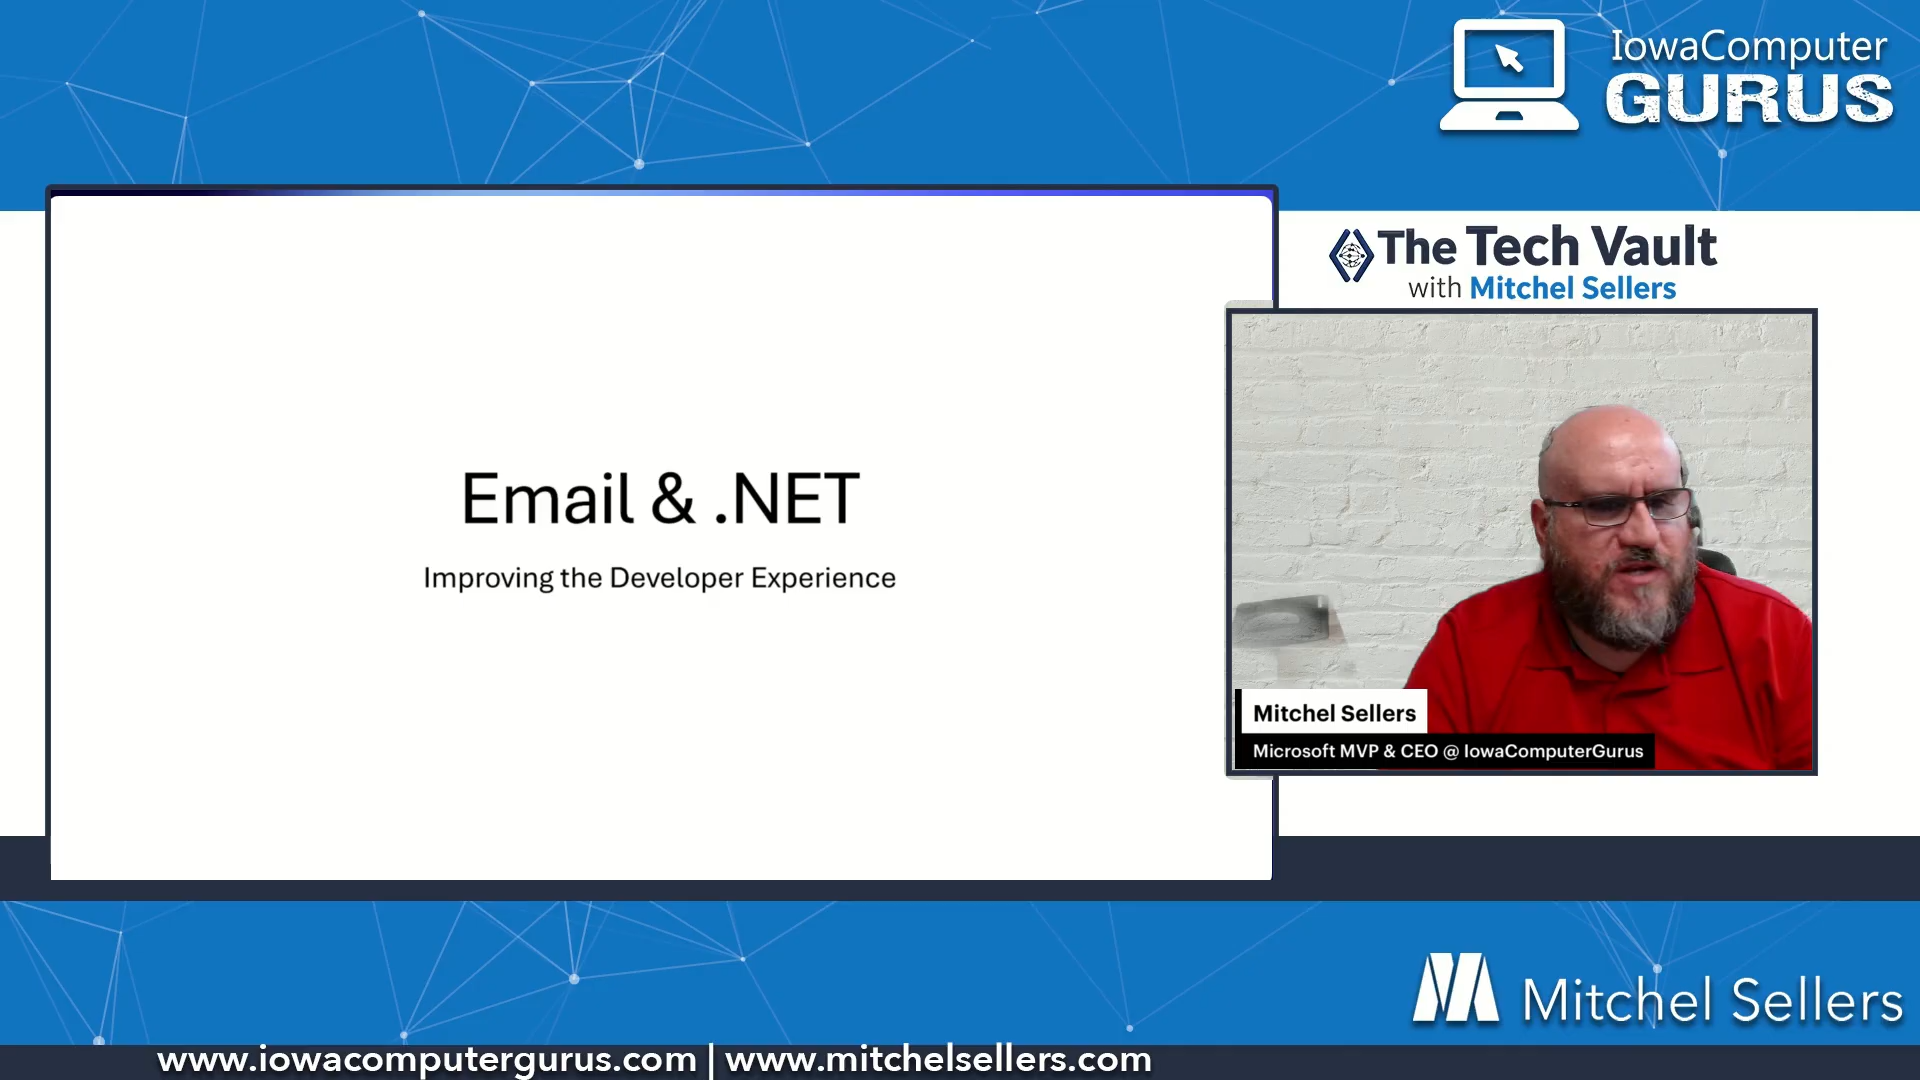 IowaComputer
GURUS
The Tech Vault
with Mitchel Sellers
Email & .NET
Improving the Developer Experience
Mitchel Sellers
Microsoft MVP & CEO @ IowaComputerGurus
Mitchel Sellers
www.iowacomputergurus.com | www.mitchelsellers.com